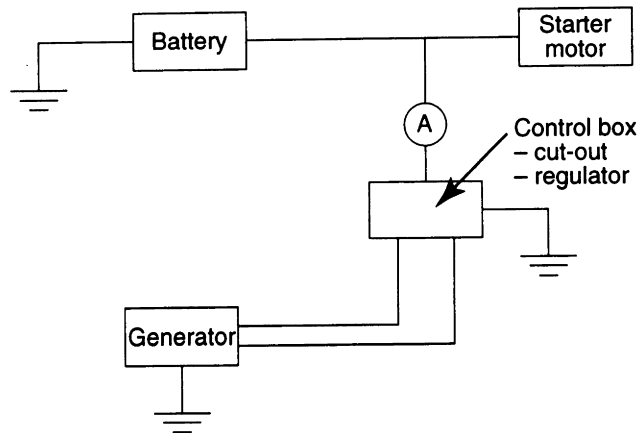 Battery
Starter
motor
A
Control box
– cut-out
– regulator
Generator